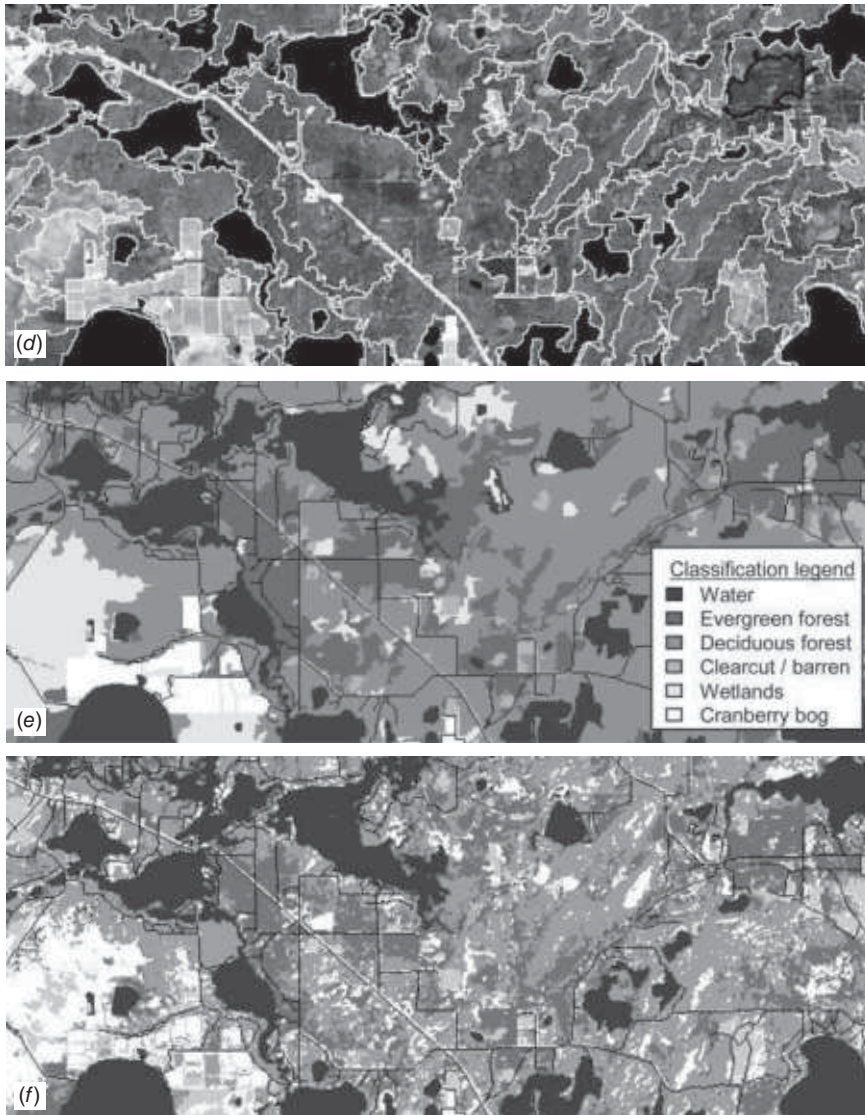 (d)
Classification legend
Water
Evergreen forest
Deciduous forest
Clearcut / barren
Wetlands
Cranberry bog
(e)
(f)